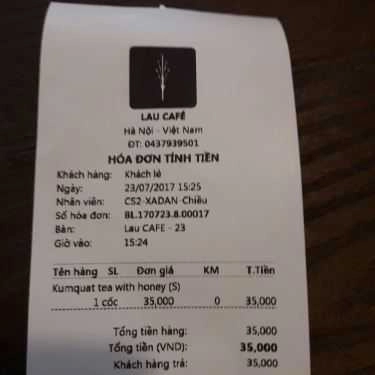 LAU CAFÉ
Hà Nội - Việt Nam
ĐT: 0437939501
HÓA ĐƠN TÍNH TIỀN
Khách hàng: Khách lẻ
Ngày: 23/07/2017 15:25
Nhân viên: CS2-XADAN-Chiều
Số hóa đơn: BL.170723.8.00017
Bàn: Lau CAFE - 23
Giờ vào: 15:24
Tên hàng SL Đơn giá KM T.Tiền
Kumquat tea with honey (S)
1 cốc 35,000 0 35,000
Tổng tiền hàng: 35,000
Tổng tiền (VND): 35,000
Khách hàng trả: 35,000